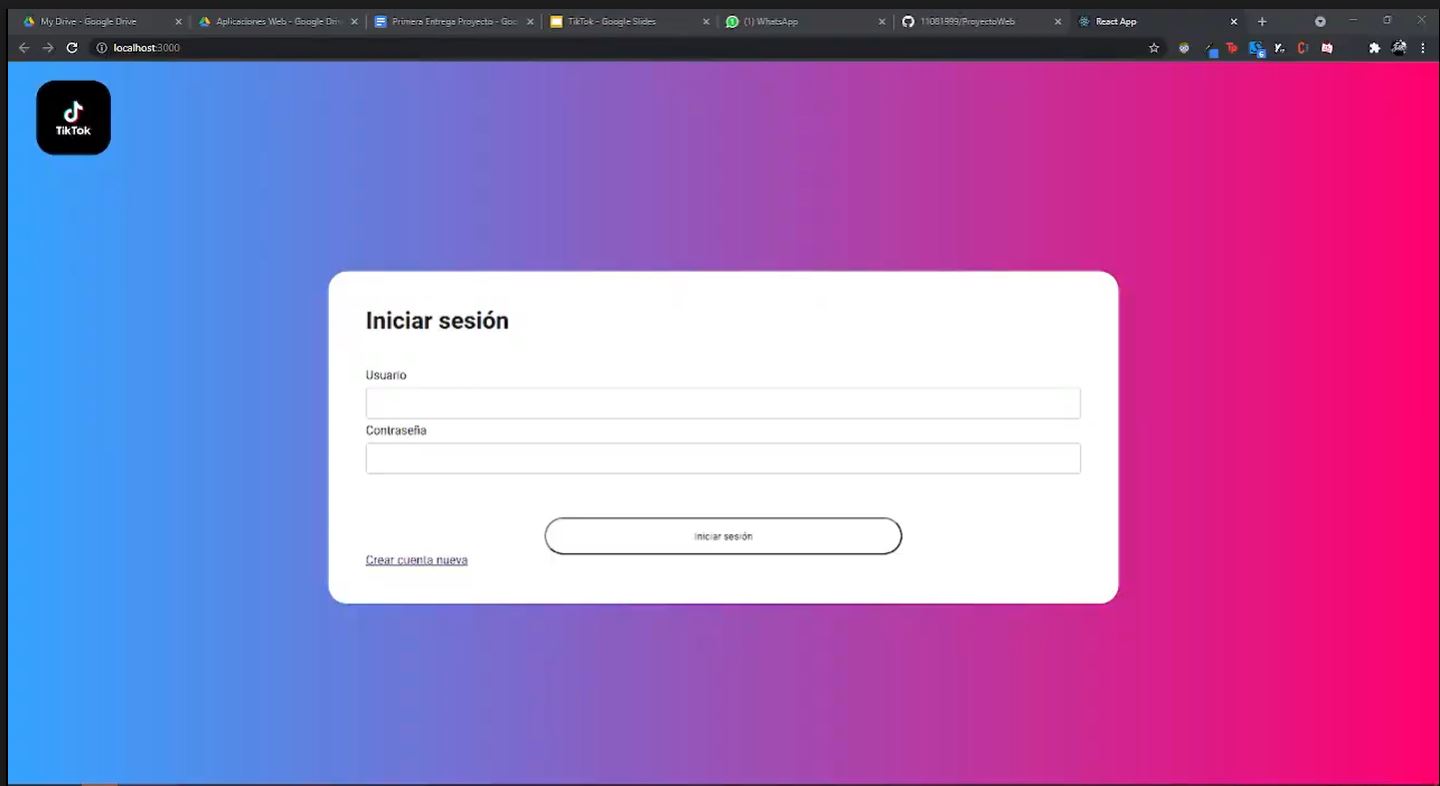 My Drive - Google Drive
Aplicaciones Web - Google Driv
Primera Entrega Proyecto - Goo
TikTok - Google Slides
(1) WhatsApp
11081999/ProyectoWeb
React App
localhost:3000
TikTok
Iniciar sesión
Usuario
Contraseña
Iniciar sesión
Crear cuenta nueva